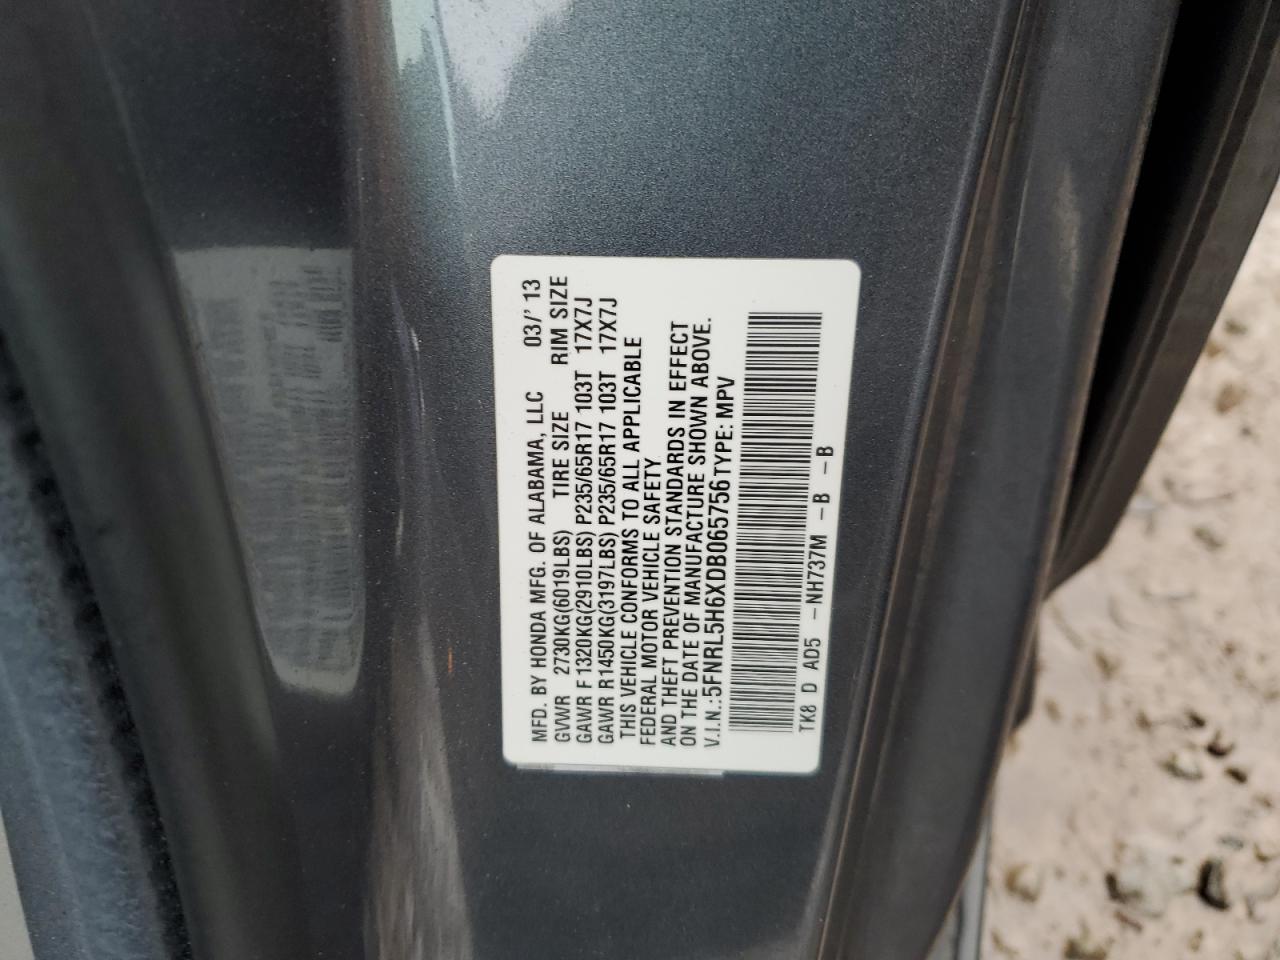 MFD. BY HONDA MFG. OF ALABAMA, LLC 03/' 13
GVWR 2730KG(6019LBS) TIRE SIZE RIM SIZE
GAWR F 1320KG(2910LBS) P235/65R17 103T 17X7J
GAWR R1450KG(3197LBS) P235/65R17 103T 17X7J
THIS VEHICLE CONFORMS TO ALL APPLICABLE
FEDERAL MOTOR VEHICLE SAFETY
AND THEFT PREVENTION STANDARDS IN EFFECT
ON THE DATE OF MANUFACTURE SHOWN ABOVE.
V.I.N.:5FNRL5H6XDB065756 TYPE: MPV
TK8 D A05 -NH737M -B -B